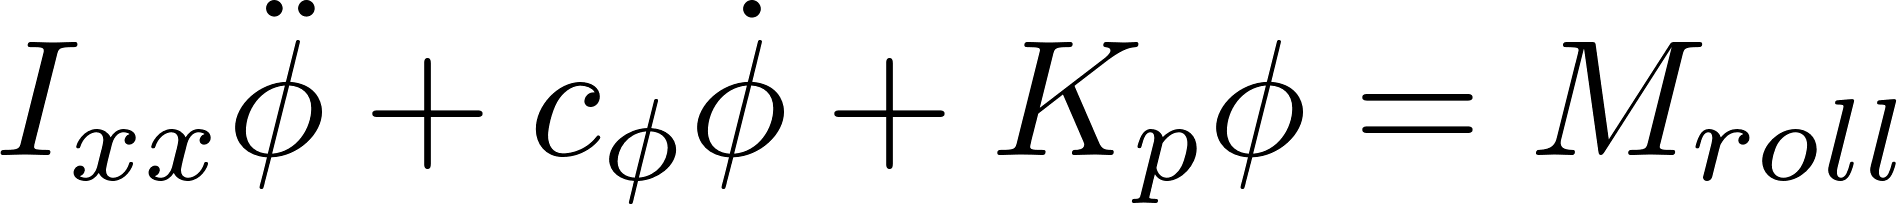 I_{xx}\ddot{\phi} + c_{\phi}\dot{\phi} + K_p\phi = M_{roll}